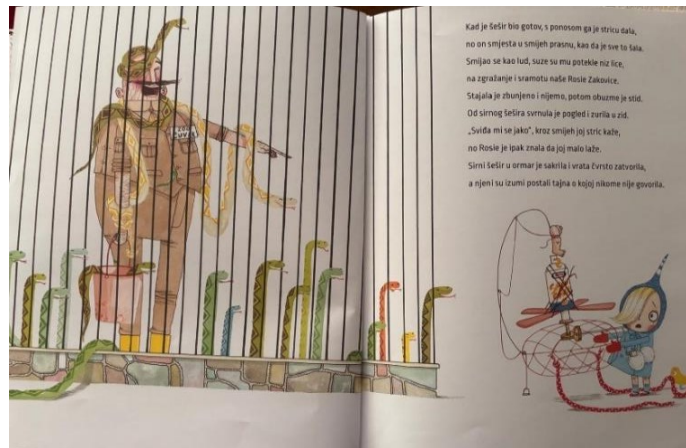 ZOO
ČUVAR
Kad je šešir bio gotov, s ponosom ga je stricu dala,
no on smjesta u smijeh prasnu, kao da je sve to šala.
Smijao se kao lud, suze su mu potekle niz lice,
na zgražanje i sramotu naše Rosie Žakovice.
Stajala je zbunjeno i nijemo, potom obuzme je stid.
Od sirnog šešira svrnula je pogled i zurila u zid.
„Sviđa mi se jako“, kroz smijeh joj stric kaže,
no Rosie je ipak znala da joj malo laže.
Sirni šešir u ormar je sakrila i vrata čvrsto zatvorila,
a njeni su izumi postali tajna o kojoj nikome nije govorila.